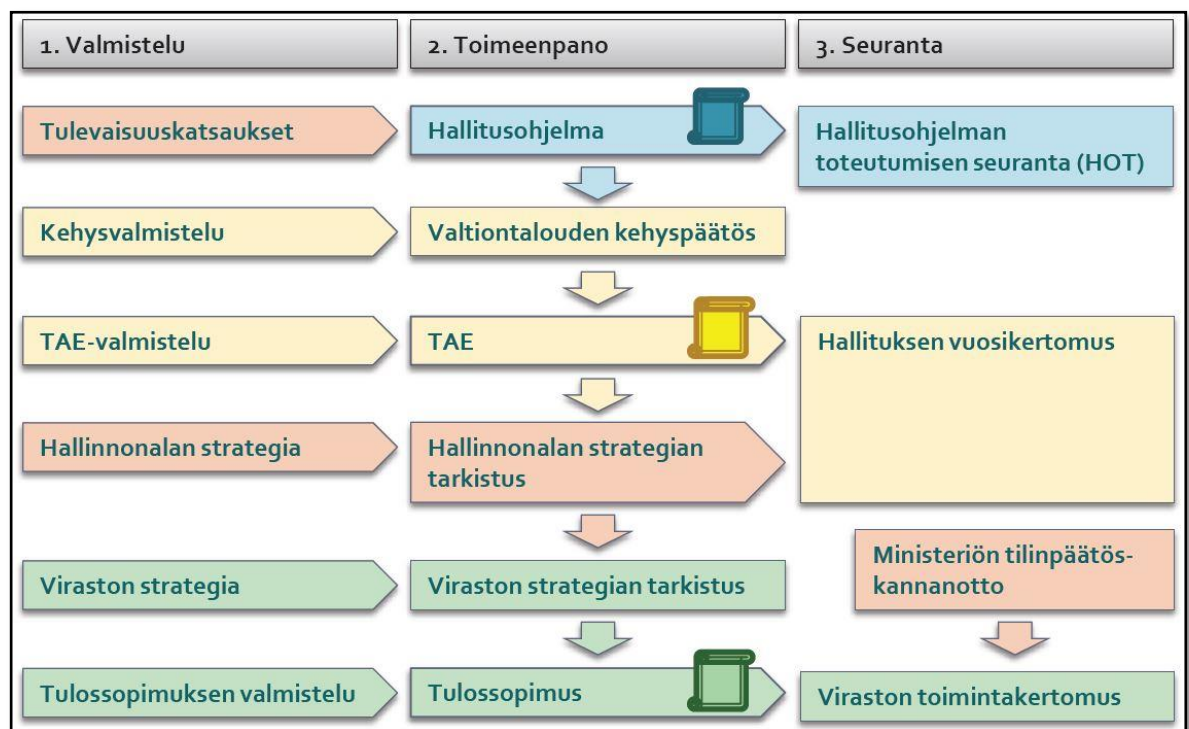 1. Valmistelu
2. Toimeenpano
3. Seuranta
Tulevaisuuskatsaukset
Hallitusohjelma
Hallitusohjelman
toteutumisen seuranta (HOT)
Kehysvalmistelu
Valtiontalouden kehyspäätös
TAE-valmistelu
TAE
Hallituksen vuosikertomus
Hallinnonalan strategia
Hallinnonalan strategian
tarkistus
Viraston strategia
Viraston strategian tarkistus
Ministeriön tilinpäätös-
kannanotto
Tulossopimuksen valmistelu
Tulossopimus
Viraston toimintakertomus